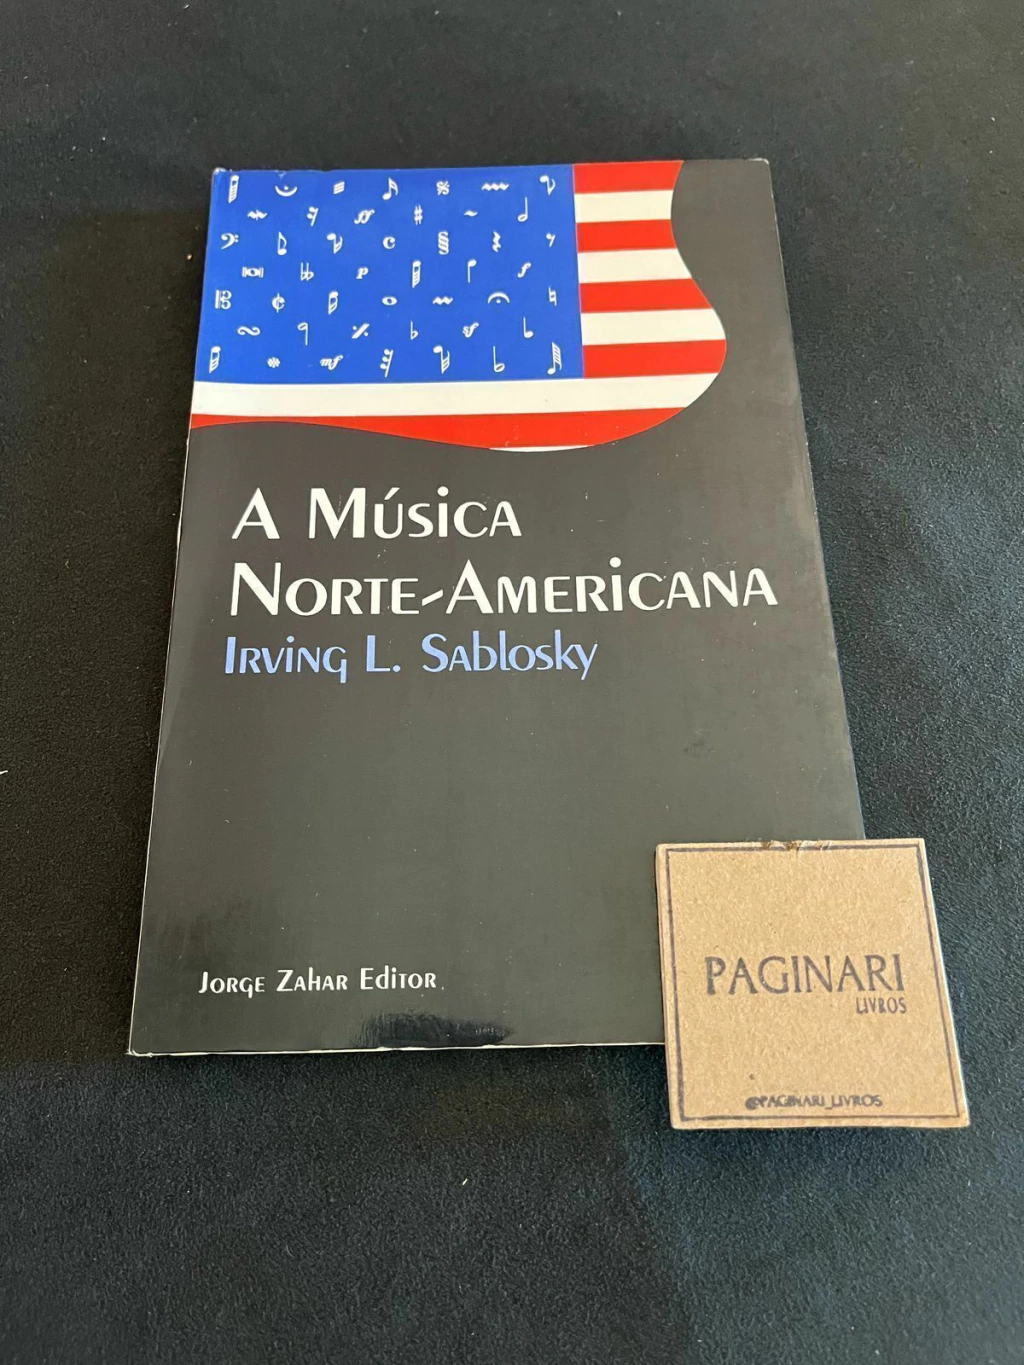 A Música
Norte-Americana
Irving L. Sablosky
Jorge Zahar Editor
PAGINARI
LIVROS
@PAGINARI_LIVROS